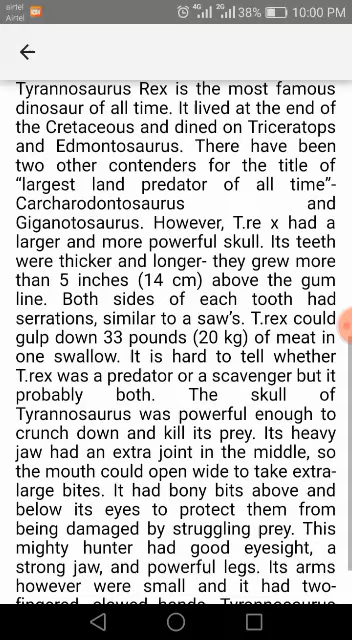 airtel
Airtel
4G
2G
38%
10:00 PM
Tyrannosaurus Rex is the most famous
dinosaur of all time. It lived at the end of
the Cretaceous and dined on Triceratops
and Edmontosaurus. There have been
two other contenders for the title of
“largest land predator of all time”-
Carcharodontosaurus and
Giganotosaurus. However, T.re x had a
larger and more powerful skull. Its teeth
were thicker and longer- they grew more
than 5 inches (14 cm) above the gum
line. Both sides of each tooth had
serrations, similar to a saw’s. T.rex could
gulp down 33 pounds (20 kg) of meat in
one swallow. It is hard to tell whether
T.rex was a predator or a scavenger but it
probably both. The skull of
Tyrannosaurus was powerful enough to
crunch down and kill its prey. Its heavy
jaw had an extra joint in the middle, so
the mouth could open wide to take extra-
large bites. It had bony bits above and
below its eyes to protect them from
being damaged by struggling prey. This
mighty hunter had good eyesight, a
strong jaw, and powerful legs. Its arms
however were small and it had two-
fingered, clawed hands. Tyrannosaurus